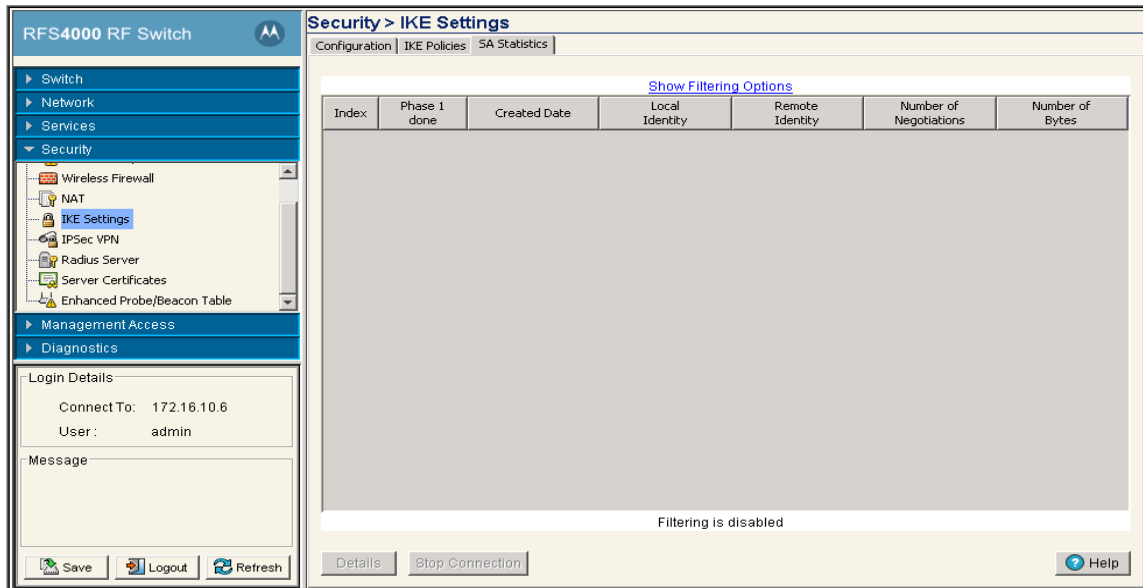 RFS4000 RF Switch
Switch
Network
Services
Security
Wireless Firewall
NAT
IKE Settings
IPSec VPN
Radius Server
Server Certificates
Enhanced Probe/Beacon Table
Management Access
Diagnostics
Login Details
Connect To: 172.16.10.6
User : admin
Message
Save Logout Refresh
Security > IKE Settings
Configuration IKE Policies SA Statistics
Show Filtering Options
Index Phase 1 done Created Date Local Identity Remote Identity Number of Negotiations Number of Bytes
Filtering is disabled
Details Stop Connection Help